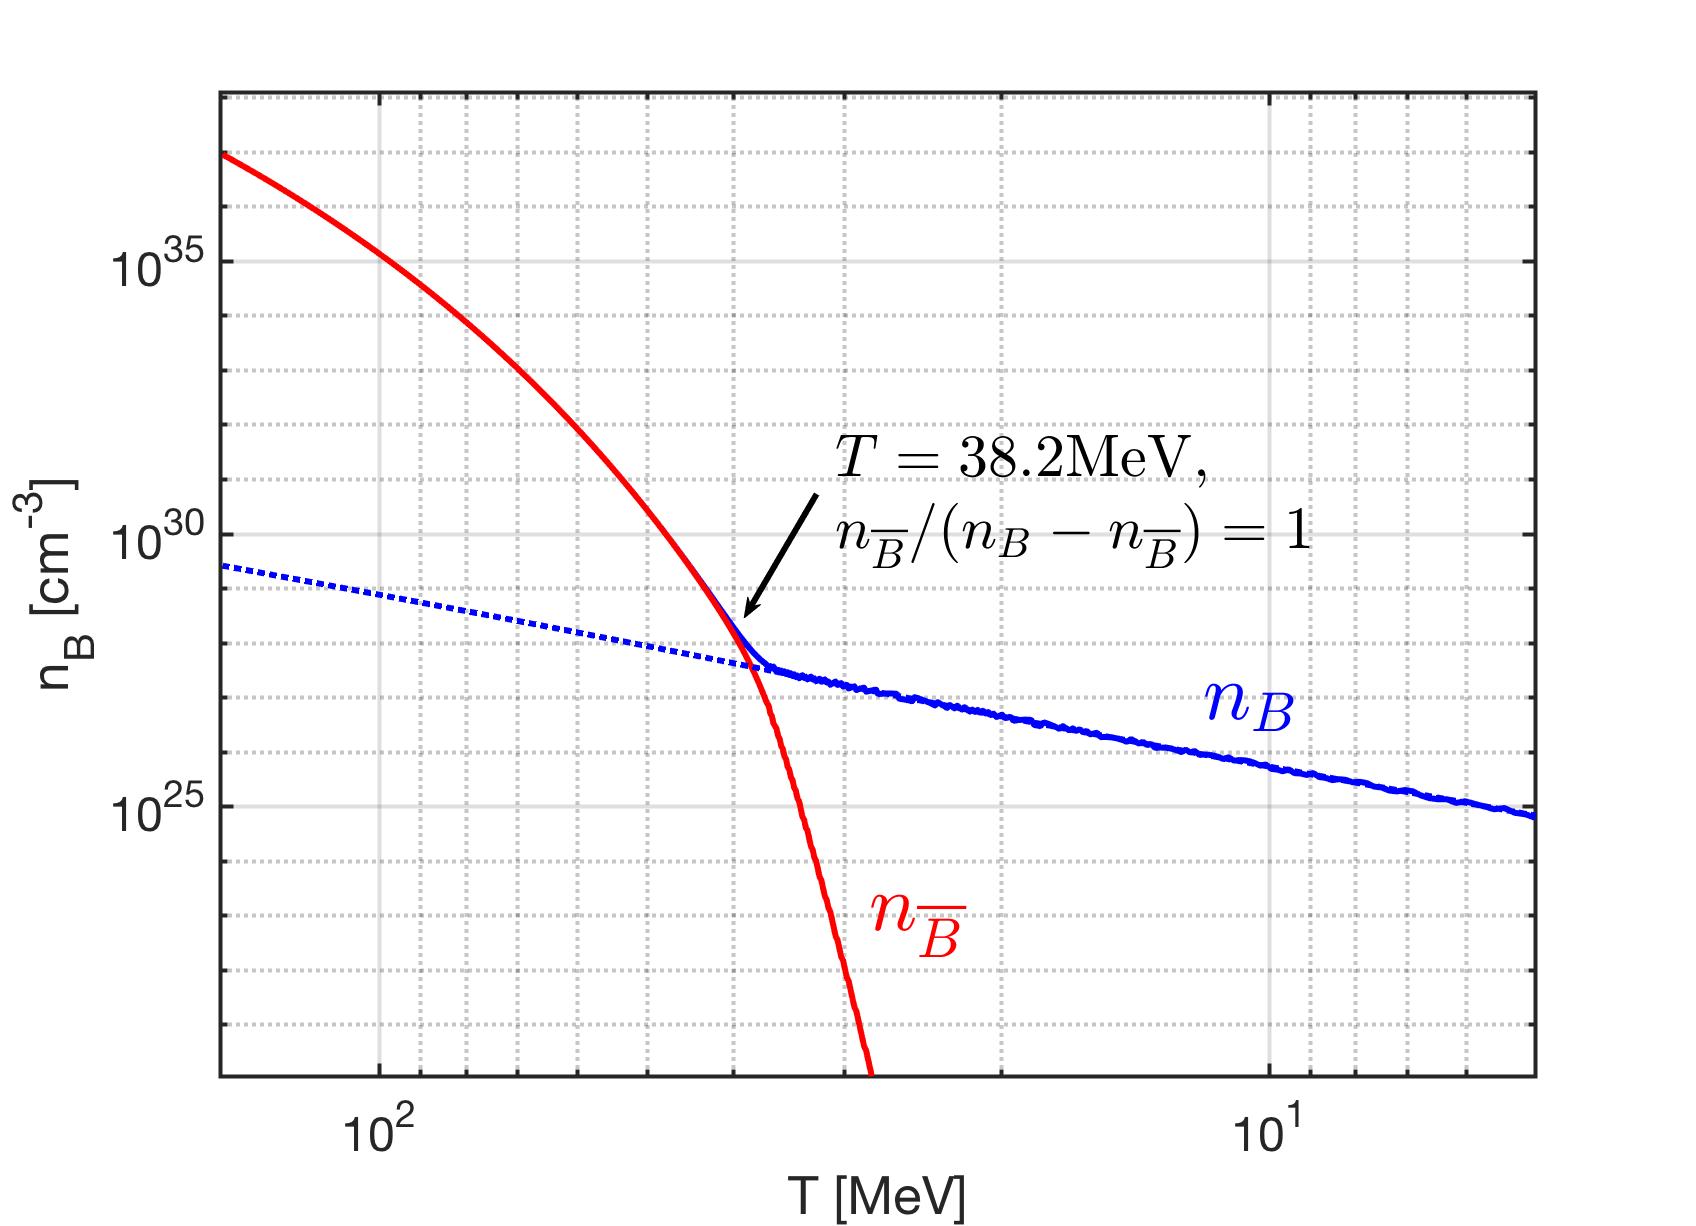 n_B [cm^-3]
10^35
10^30
10^25
T = 38.2MeV,
n_B̅/(n_B − n_B̅) = 1
n_B
n_B̅
10^2
10^1
T [MeV]